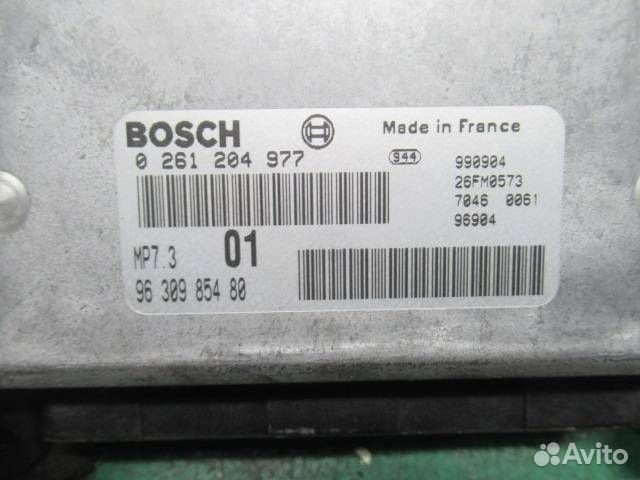 BOSCH
Made in France
0 261 204 977
944
990904
26FM0573
7046 0061
96904
MP7.3 01
96 309 854 80
Avito